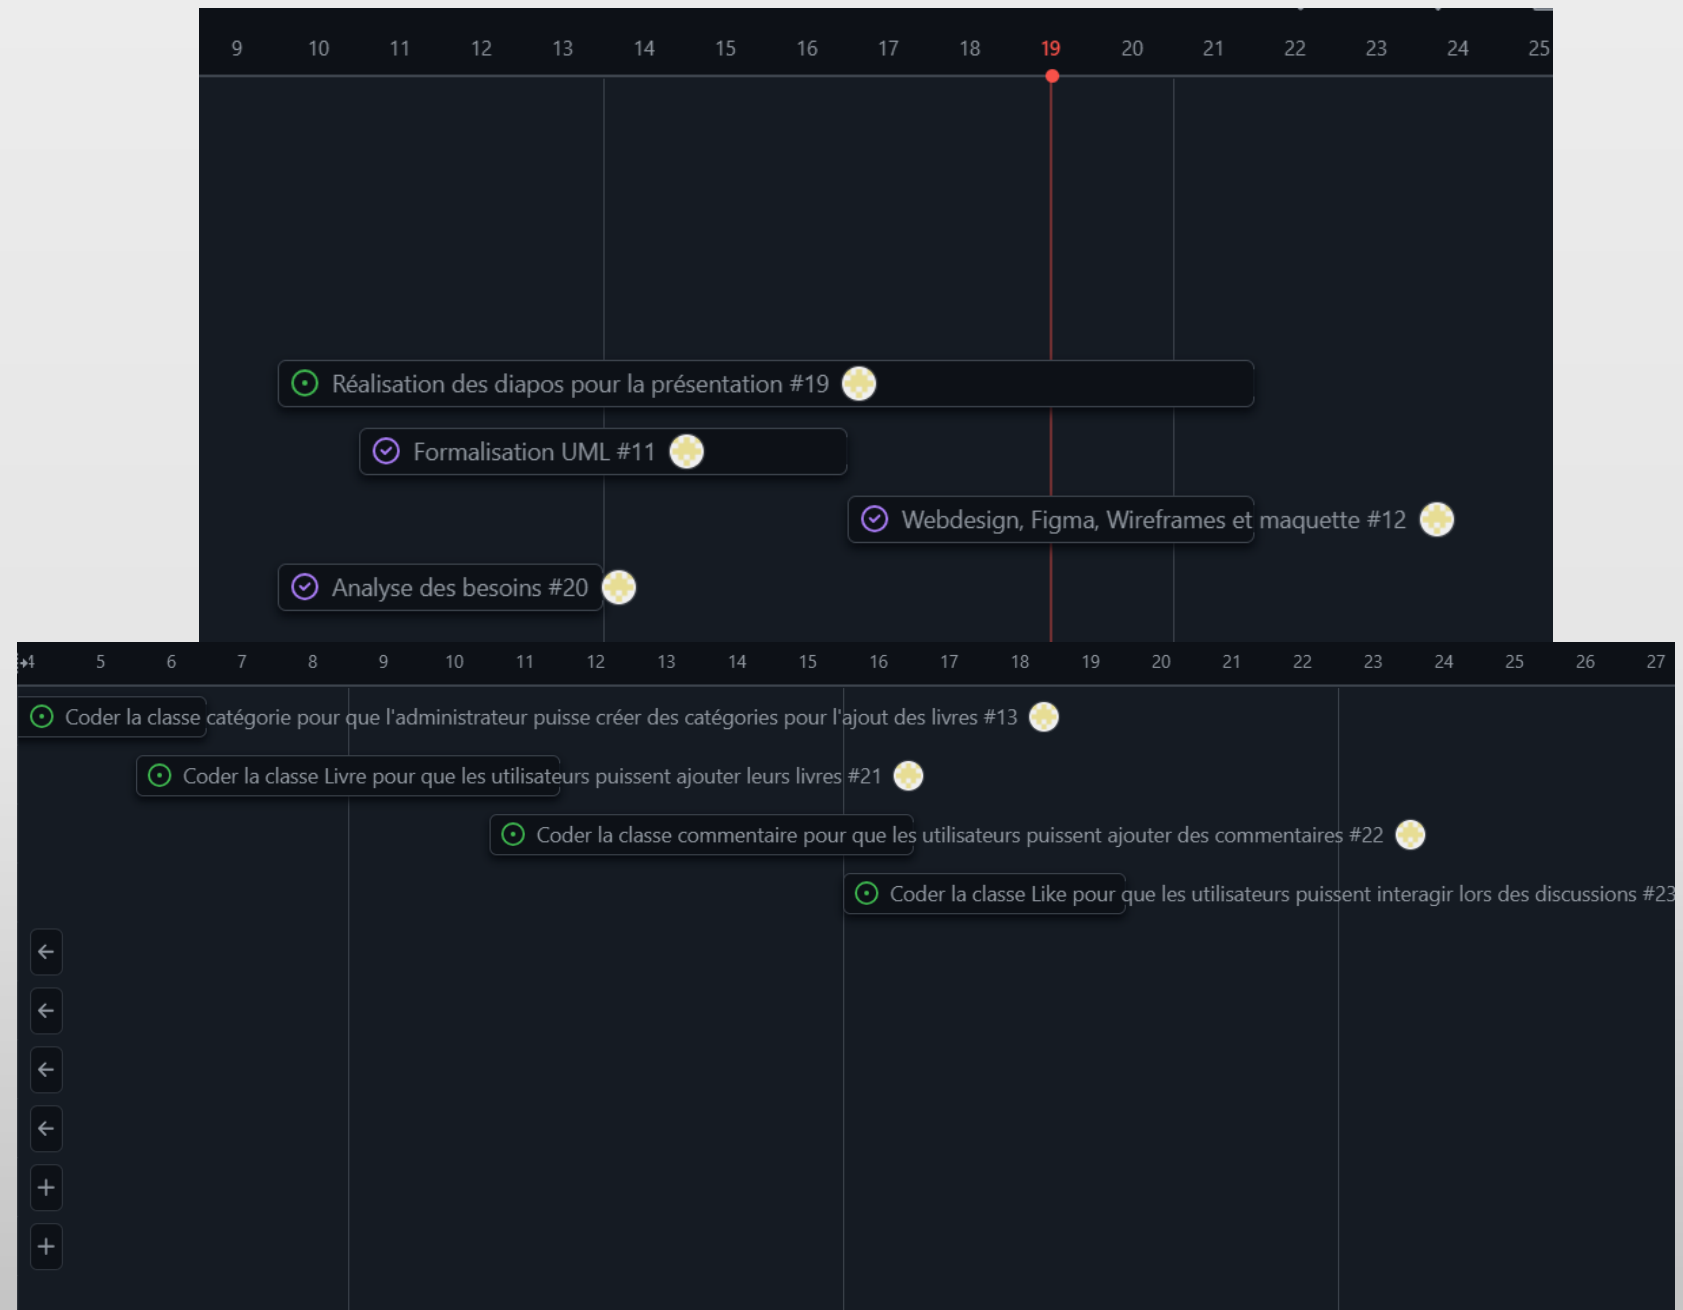 9 10 11 12 13 14 15 16 17 18 19 20 21 22 23 24 25
Réalisation des diapos pour la présentation #19
Formalisation UML #11
Webdesign, Figma, Wireframes et maquette #12
Analyse des besoins #20
4 5 6 7 8 9 10 11 12 13 14 15 16 17 18 19 20 21 22 23 24 25 26 27
Coder la classe catégorie pour que l'administrateur puisse créer des catégories pour l'ajout des livres #13
Coder la classe Livre pour que les utilisateurs puissent ajouter leurs livres #21
Coder la classe commentaire pour que les utilisateurs puissent ajouter des commentaires #22
Coder la classe Like pour que les utilisateurs puissent interagir lors des discussions #23